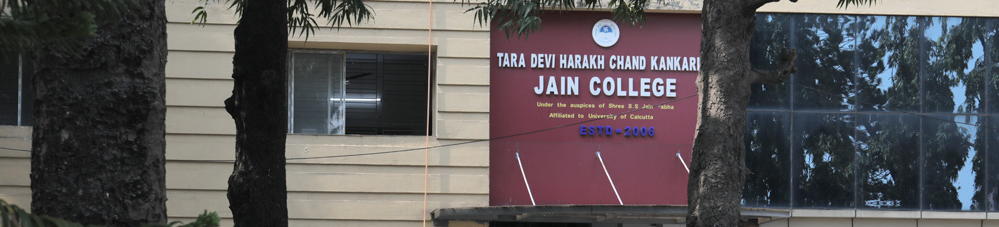 TARA DEVI HARAKH CHAND KANKARI
JAIN COLLEGE
Under the auspices of Shree S.S. Jain Sabha
Affiliated to University of Calcutta
ESTD-2006